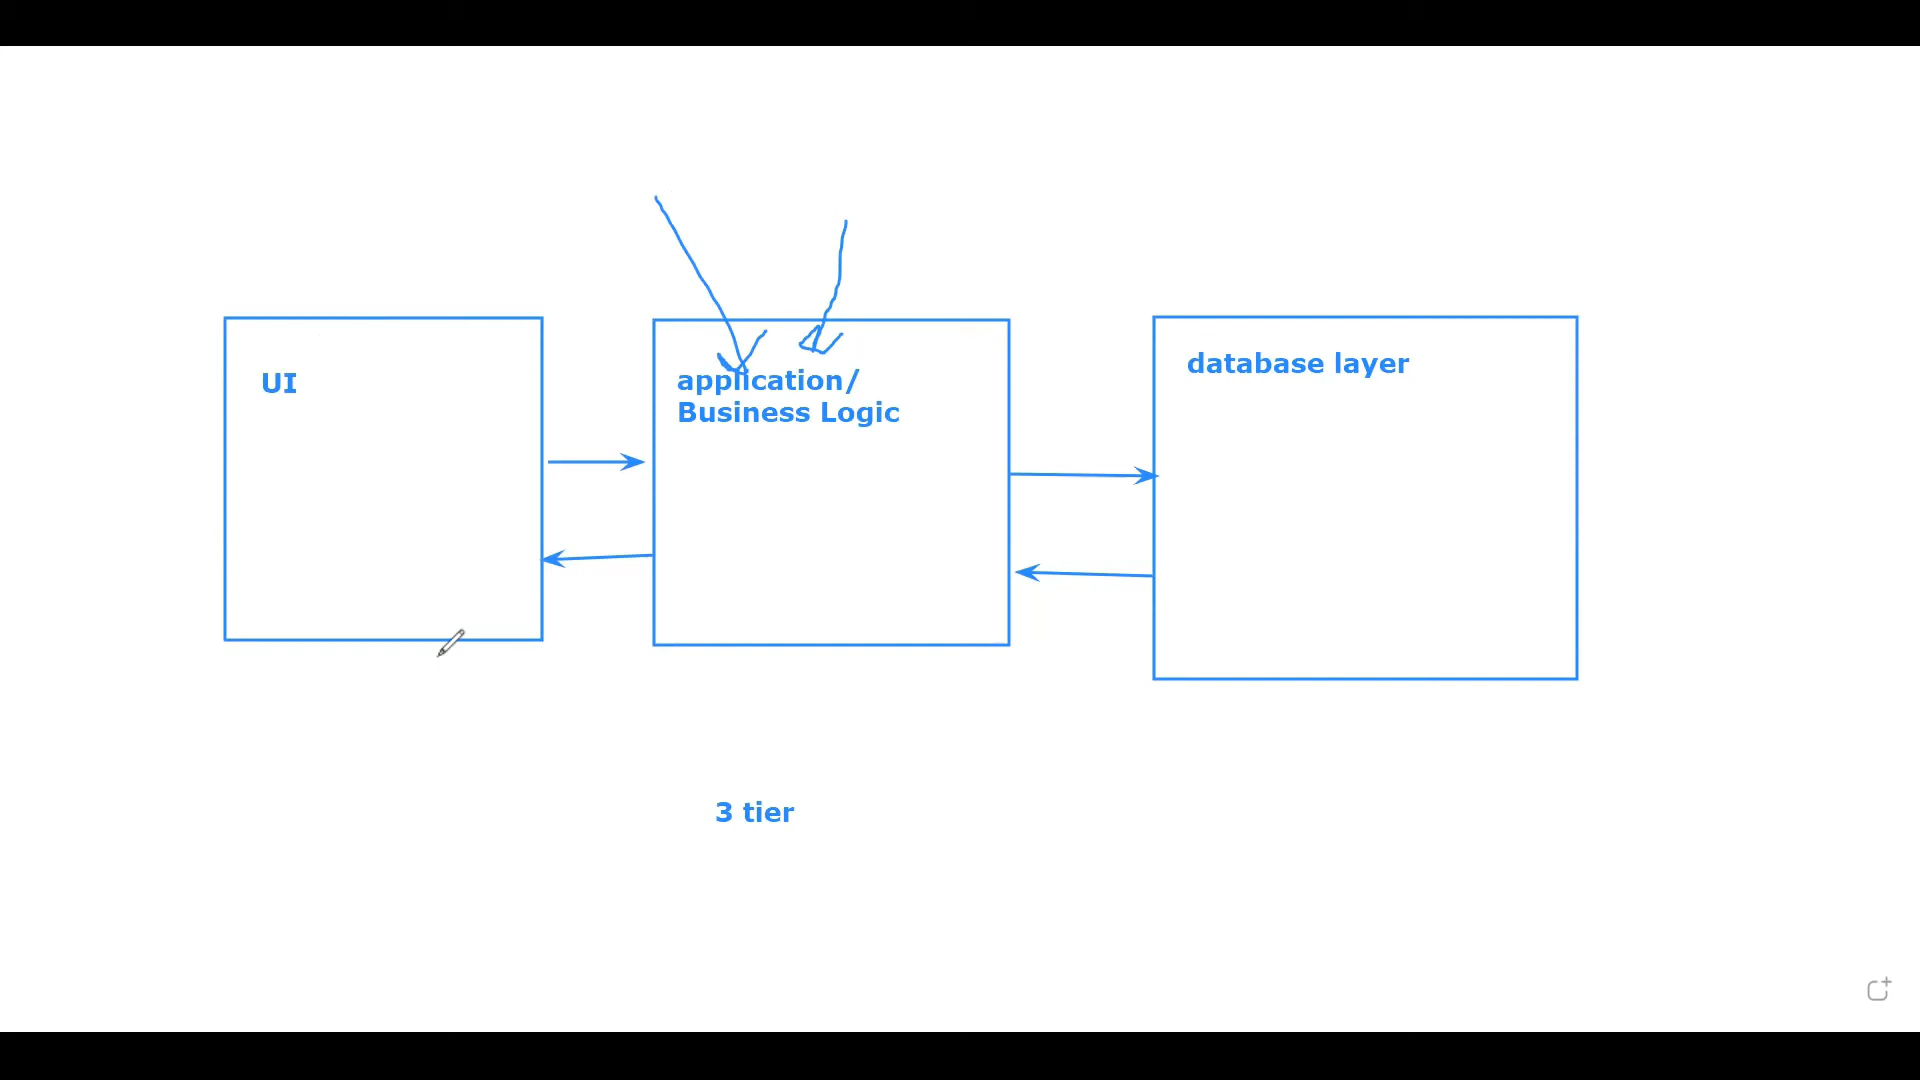 UI
application/
Business Logic
database layer
3 tier